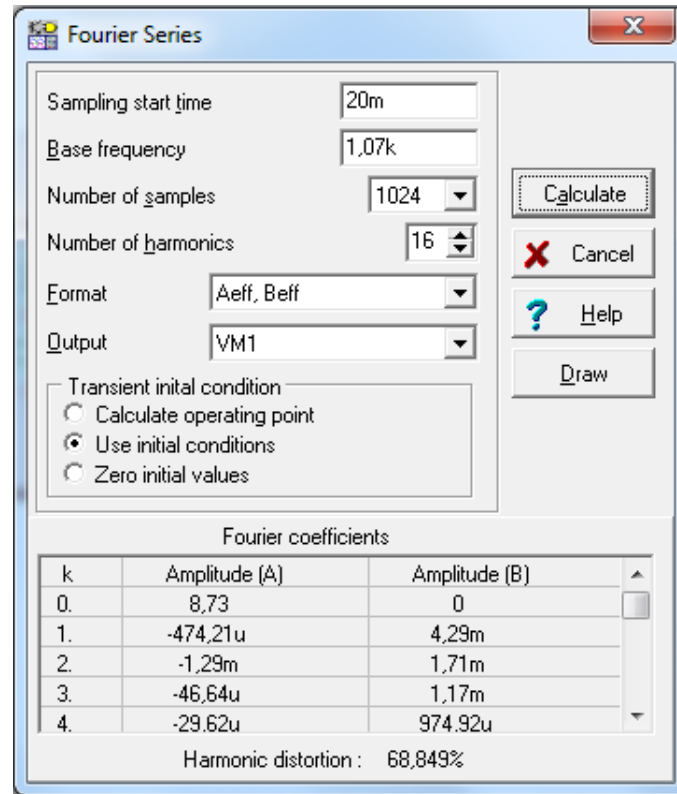 Fourier Series
Sampling start time 20m
Base frequency 1,07k
Number of samples 1024
Calculate
Number of harmonics 16
Cancel
Format Aeff, Beff
Help
Output VM1
Draw
Transient inital condition
Calculate operating point
Use initial conditions
Zero initial values
Fourier coefficients
k Amplitude (A) Amplitude (B)
0. 8,73 0
1. -474,21u 4,29m
2. -1,29m 1,71m
3. -46,64u 1,17m
4. -29,62u 974,92u
Harmonic distortion : 68,849%